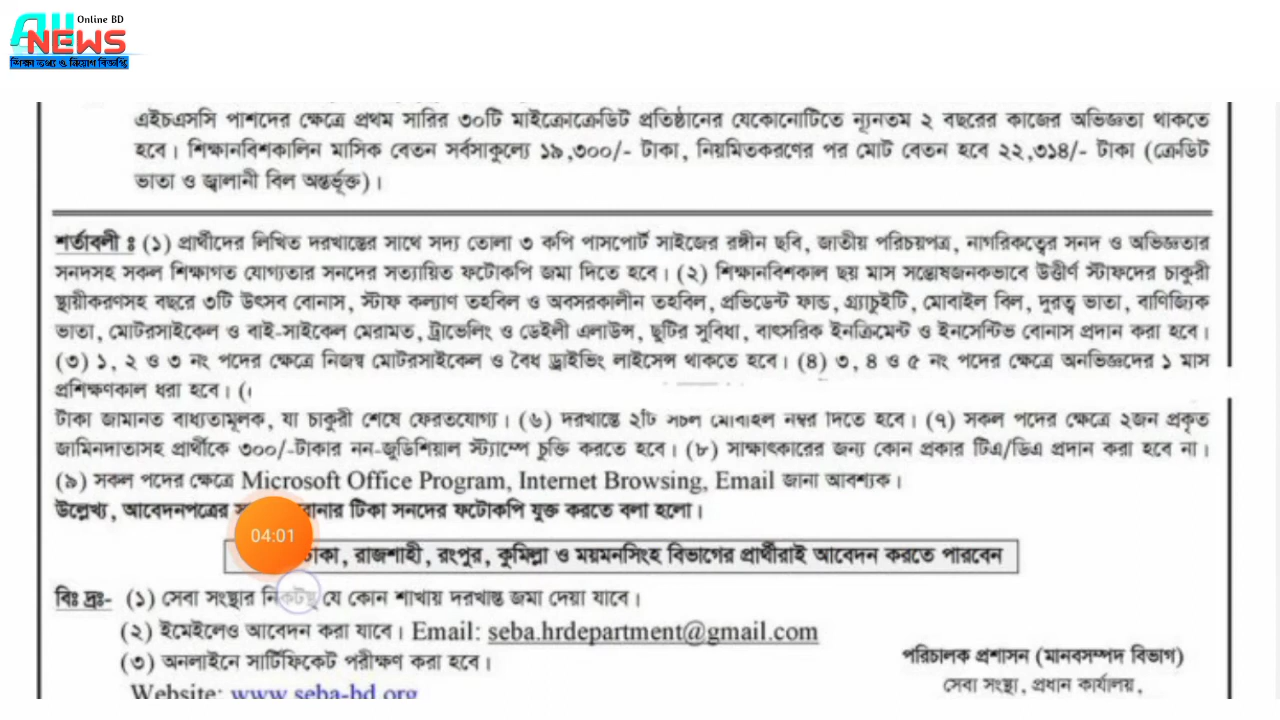 Online BD
AH
NEWS
শিক্ষা তথ্য ও নিয়োগ বিজ্ঞপ্তি
এইচএসসি পাশদের ক্ষেত্রে প্রথম সারির ৩০টি মাইক্রোক্রেডিট প্রতিষ্ঠানের যেকোনোটিতে ন্যূনতম ২ বছরের কাজের অভিজ্ঞতা থাকতে
হবে। শিক্ষানবিশকালিন মাসিক বেতন সর্বসাকুল্যে ১৯,৩০০/- টাকা, নিয়মিতকরণের পর মোট বেতন হবে ২২,৩১৪/- টাকা (ক্রেডিট
ভাতা ও জ্বালানী বিল অন্তর্ভূক্ত)।
শর্তাবলী ঃ (১) প্রার্থীদের লিখিত দরখাস্তের সাথে সদ্য তোলা ৩ কপি পাসপোর্ট সাইজের রঙ্গীন ছবি, জাতীয় পরিচয়পত্র, নাগরিকত্বের সনদ ও অভিজ্ঞতার
সনদসহ সকল শিক্ষাগত যোগ্যতার সনদের সত্যায়িত ফটোকপি জমা দিতে হবে। (২) শিক্ষানবিশকাল ছয় মাস সন্তোষজনকভাবে উত্তীর্ণ স্টাফদের চাকুরী
স্থায়ীকরণসহ বছরে ৩টি উৎসব বোনাস, স্টাফ কল্যাণ তহবিল ও অবসরকালীন তহবিল, প্রভিডেন্ট ফান্ড, গ্র্যাচুইটি, মোবাইল বিল, দুরত্ব ভাতা, বাণিজ্যিক
ভাতা, মোটরসাইকেল ও বাই-সাইকেল মেরামত, ট্রাভেলিং ও ডেইলী এলাউন্স, ছুটির সুবিধা, বাৎসরিক ইনক্রিমেন্ট ও ইনসেন্টিভ বোনাস প্রদান করা হবে।
(৩) ১, ২ ও ৩ নং পদের ক্ষেত্রে নিজস্ব মোটরসাইকেল ও বৈধ ড্রাইভিং লাইসেন্স থাকতে হবে। (৪) ৩, ৪ ও ৫ নং পদের ক্ষেত্রে অনভিজ্ঞদের ১ মাস
প্রশিক্ষণকাল ধরা হবে। (
টাকা জামানত বাধ্যতামূলক, যা চাকুরী শেষে ফেরতযোগ্য। (৬) দরখাস্তে ২টি সচল মোবাইল নম্বর দিতে হবে। (৭) সকল পদের ক্ষেত্রে ২জন প্রকৃত
জামিনদাতাসহ প্রার্থীকে ৩০০/-টাকার নন-জুডিশিয়াল স্ট্যাম্পে চুক্তি করতে হবে। (৮) সাক্ষাৎকারের জন্য কোন প্রকার টিএ/ডিএ প্রদান করা হবে না।
(৯) সকল পদের ক্ষেত্রে Microsoft Office Program, Internet Browsing, Email জানা আবশ্যক।
উল্লেখ্য, আবেদনপত্রের টিকা সনদের ফটোকপি যুক্ত করতে বলা হলো।
04:01
রাজশাহী, রংপুর, কুমিল্লা ও ময়মনসিংহ বিভাগের প্রার্থীরাই আবেদন করতে পারবেন
বিঃ দ্রঃ- (১) সেবা সংস্থার নিকটস্থ যে কোন শাখায় দরখাস্ত জমা দেয়া যাবে।
(২) ইমেইলেও আবেদন করা যাবে। Email: seba.hrdepartment@gmail.com
(৩) অনলাইনে সার্টিফিকেট পরীক্ষণ করা হবে।
Website: www.seba-bd.org
পরিচালক প্রশাসন (মানবসম্পদ বিভাগ)
সেবা সংস্থা, প্রধান কার্যালয়,